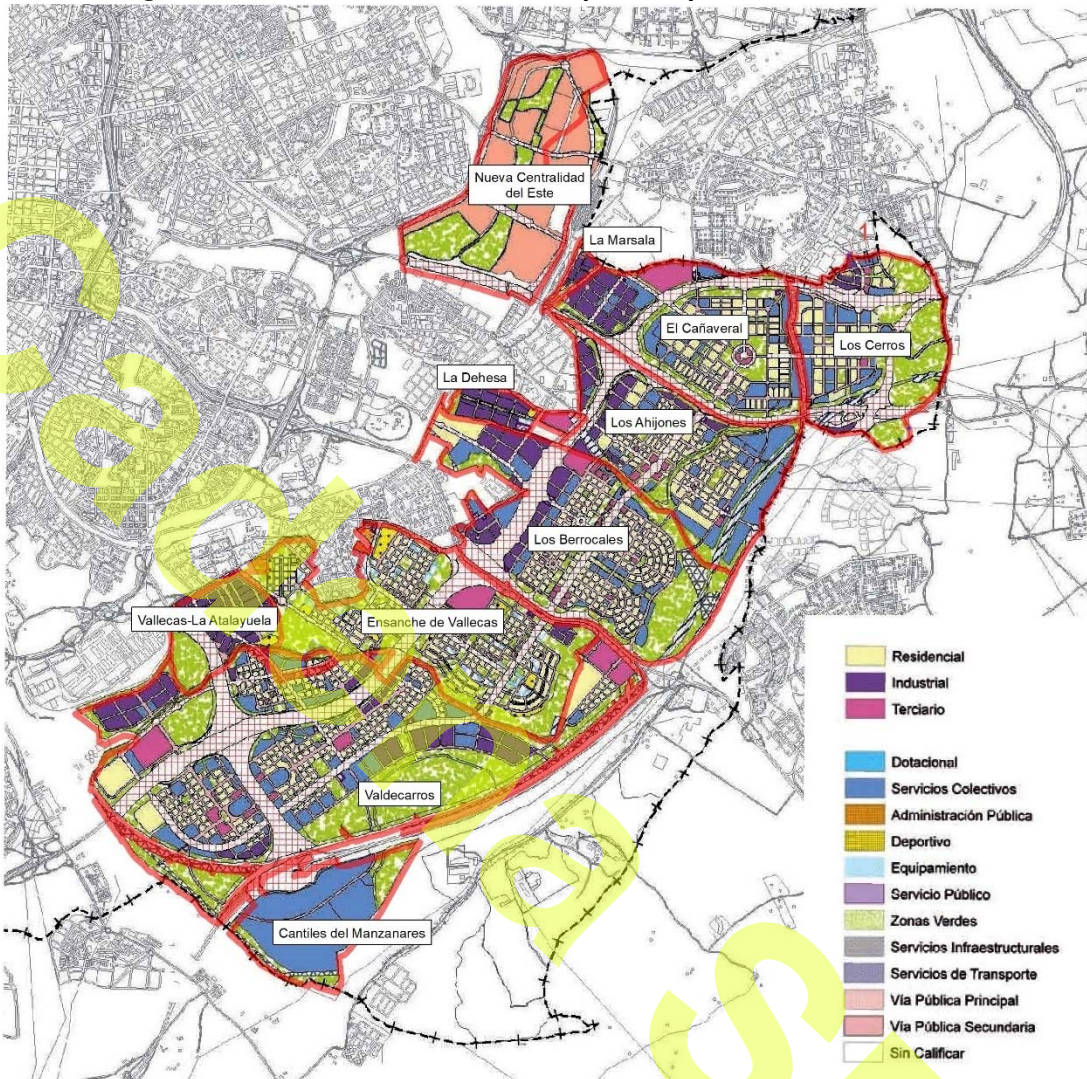 Nueva Centralidad
del Este
La Marsala
1
El Cañaveral
Los Cerros
La Dehesa
Los Ahijones
Los Berrocales
Vallecas-La Atalayuela
Ensanche de Vallecas
Valdecarros
Cantiles del Manzanares
Residencial
Industrial
Terciario
Dotacional
Servicios Colectivos
Administración Pública
Deportivo
Equipamiento
Servicio Público
Zonas Verdes
Servicios Infraestructurales
Servicios de Transporte
Vía Pública Principal
Vía Pública Secundaria
Sin Calificar